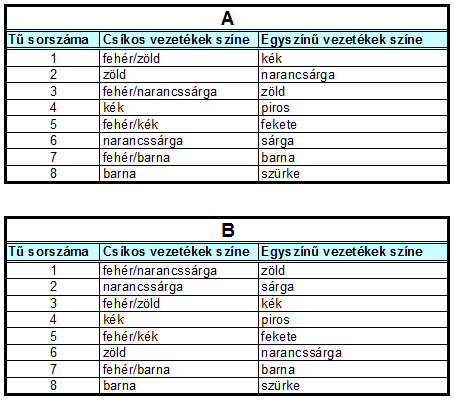 A
Tű sorszáma Csíkos vezetékek színe Egyszínű vezetékek színe
1 fehér/zöld kék
2 zöld narancsárga
3 fehér/narancssárga zöld
4 kék piros
5 fehér/kék fekete
6 narancssárga sárga
7 fehér/barna barna
8 barna szürke
B
Tű sorszáma Csíkos vezetékek színe Egyszínű vezetékek színe
1 fehér/narancssárga zöld
2 narancssárga sárga
3 fehér/zöld kék
4 kék piros
5 fehér/kék fekete
6 zöld narancssárga
7 fehér/barna barna
8 barna szürke